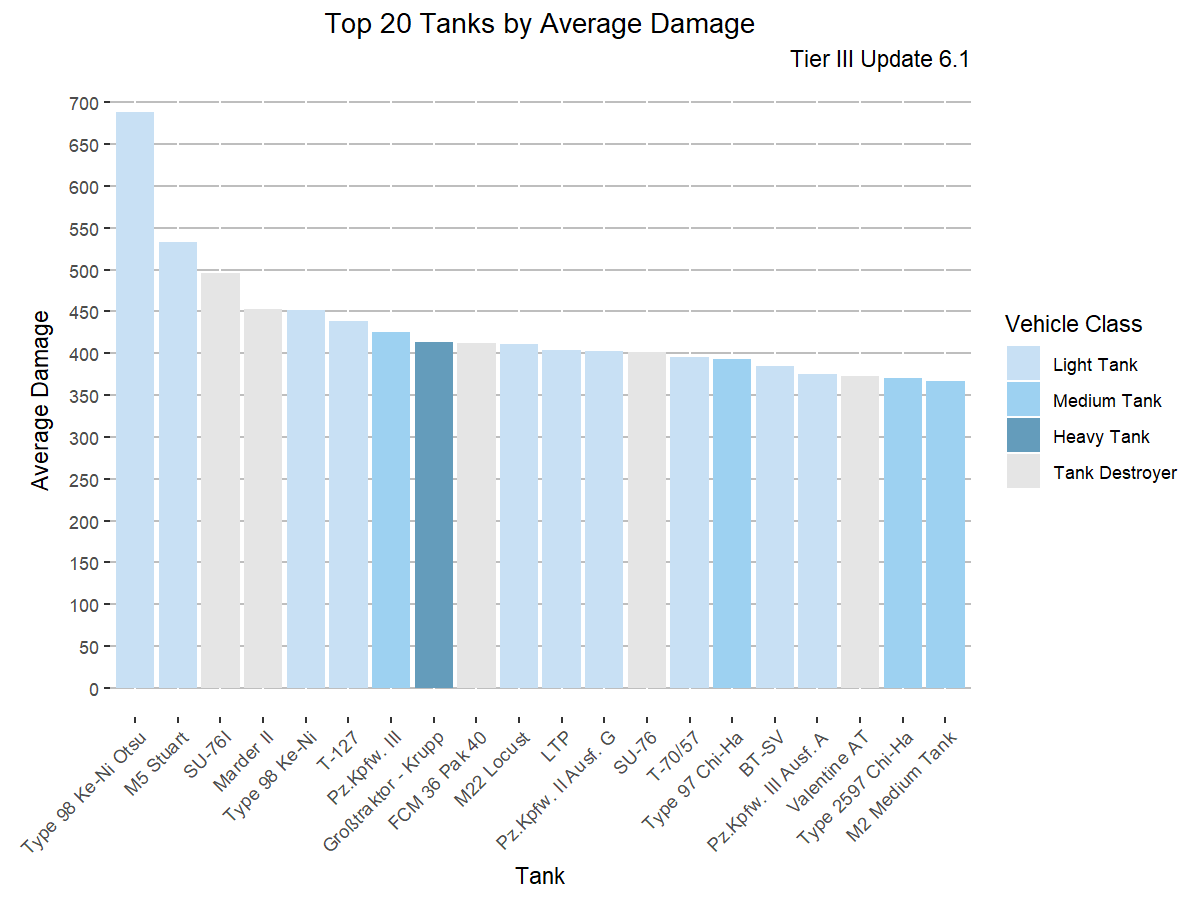 Top 20 Tanks by Average Damage
Tier III Update 6.1
Average Damage
700
650
600
550
500
450
400
350
300
250
200
150
100
50
0
Type 98 Ke-Ni Otsu
M5 Stuart
SU-76I
Marder II
Type 98 Ke-Ni
T-127
Pz.Kpfw. III
Großtraktor - Krupp
FCM 36 Pak 40
M22 Locust
LTP
Pz.Kpfw. II Ausf. G
SU-76
T-70/57
Type 97 Chi-Ha
BT-SV
Pz.Kpfw. III Ausf. A
Valentine AT
Type 2597 Chi-Ha
M2 Medium Tank
Tank
Vehicle Class
Light Tank
Medium Tank
Heavy Tank
Tank Destroyer